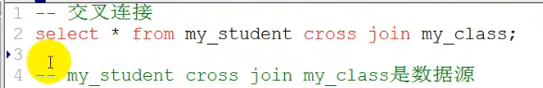 1 -- 交叉连接
2 select * from my_student cross join my_class;
3
4 -- my_student cross join my_class是数据源